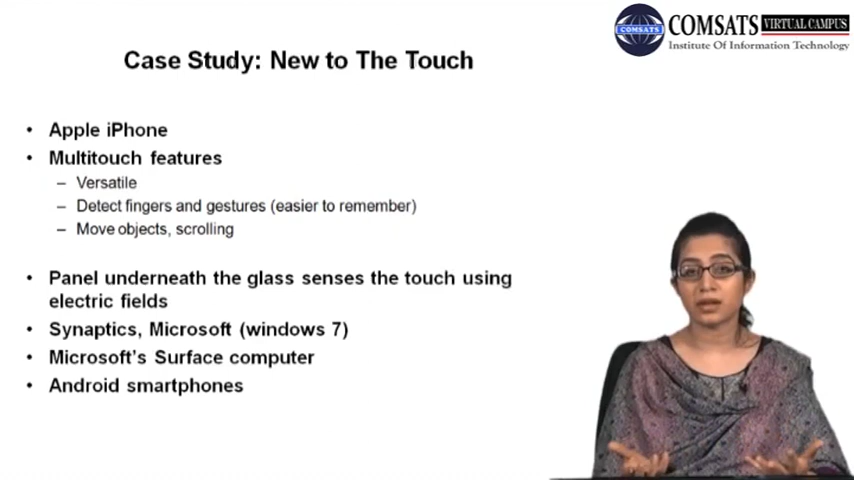 COMSATS VIRTUAL CAMPUS
Institute Of Information Technology
COMSATS
Case Study: New to The Touch
• Apple iPhone
• Multitouch features
– Versatile
– Detect fingers and gestures (easier to remember)
– Move objects, scrolling
• Panel underneath the glass senses the touch using
electric fields
• Synaptics, Microsoft (windows 7)
• Microsoft's Surface computer
• Android smartphones